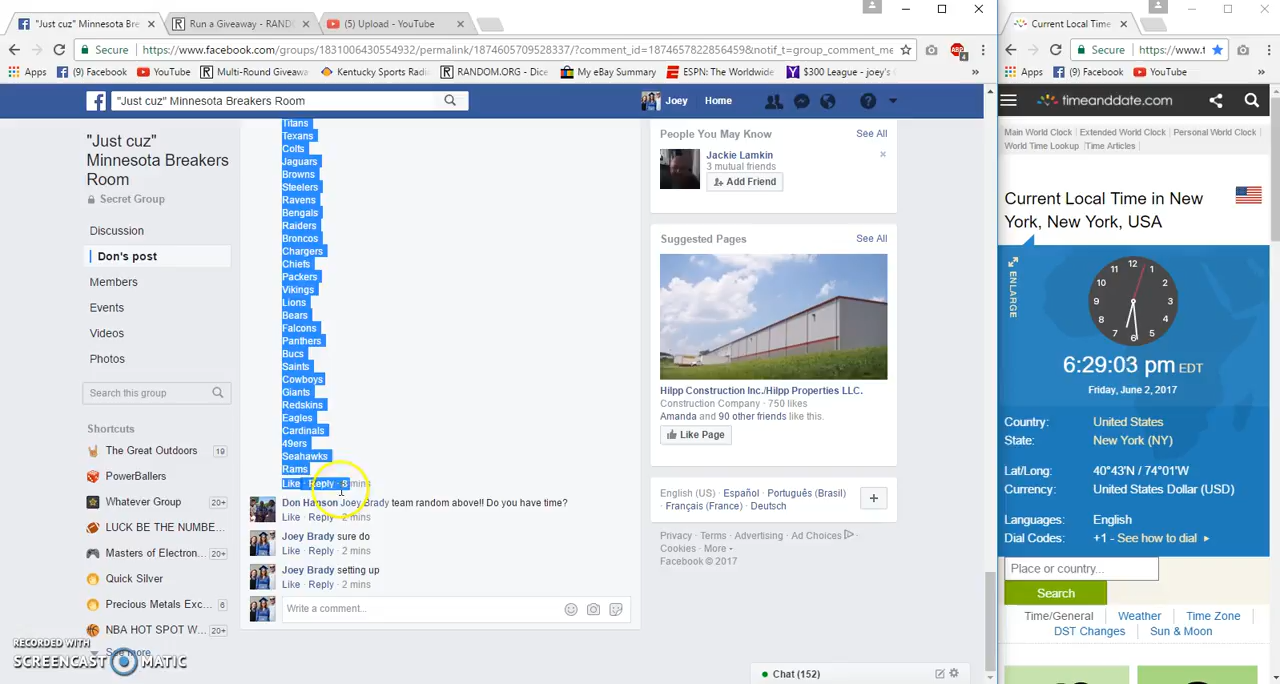 "Just cuz" Minnesota Bre
Run a Giveaway - RAND
(5) Upload - YouTube
Current Local Time
Secure
https://www.facebook.com/groups/1831006430554932/permalink/1874605709528337/?comment_id=1874657822856459&notif_t=group_comment_me
Secure
https://www.t
Apps
(9) Facebook
YouTube
Multi-Round Giveawa
Kentucky Sports Radi
RANDOM.ORG - Dice
My eBay Summary
ESPN: The Worldwide
$300 League - joey's
»
Apps
(9) Facebook
YouTube
»
"Just cuz" Minnesota Breakers Room
Joey
Home
timeanddate.com
"Just cuz"
Minnesota Breakers
Room
Secret Group
Discussion
Don's post
Members
Events
Videos
Photos
Search this group
Shortcuts
The Great Outdoors 19
PowerBallers
Whatever Group 20+
LUCK BE THE NUMBE...
Masters of Electron... 20+
Quick Silver
Precious Metals Exc... 6
NBA HOT SPOT W... 20+
See more
RECORDED WITH
SCREENCAST MATIC
Titans
Texans
Colts
Jaguars
Browns
Steelers
Ravens
Bengals
Raiders
Broncos
Chargers
Chiefs
Packers
Vikings
Lions
Bears
Falcons
Panthers
Bucs
Saints
Cowboys
Giants
Redskins
Eagles
Cardinals
49ers
Seahawks
Rams
Like · Reply · 3 mins
Don Hanson Joey Brady team random above!! Do you have time?
Like · Reply · 2 mins
Joey Brady sure do
Like · Reply · 2 mins
Joey Brady setting up
Like · Reply · 2 mins
Write a comment...
People You May Know
See All
Jackie Lamkin
3 mutual friends
Add Friend
Suggested Pages
See All
Hilpp Construction Inc./Hilpp Properties LLC.
Construction Company · 750 likes
Amanda and 90 other friends like this.
Like Page
English (US) · Español · Português (Brasil) ·
Français (France) · Deutsch
Privacy · Terms · Advertising · Ad Choices ·
Cookies · More
Facebook © 2017
Chat (152)
Main World Clock | Extended World Clock | Personal World Clock |
World Time Lookup | Time Articles |
Current Local Time in New
York, New York, USA
ENLARGE
12
1
2
3
4
5
6
7
8
9
10
11
6:29:03 pm EDT
Friday, June 2, 2017
Country: United States
State: New York (NY)
Lat/Long: 40°43'N / 74°01'W
Currency: United States Dollar (USD)
Languages: English
Dial Codes: +1 - See how to dial
Place or country...
Search
Time/General | Weather | Time Zone |
DST Changes | Sun & Moon |